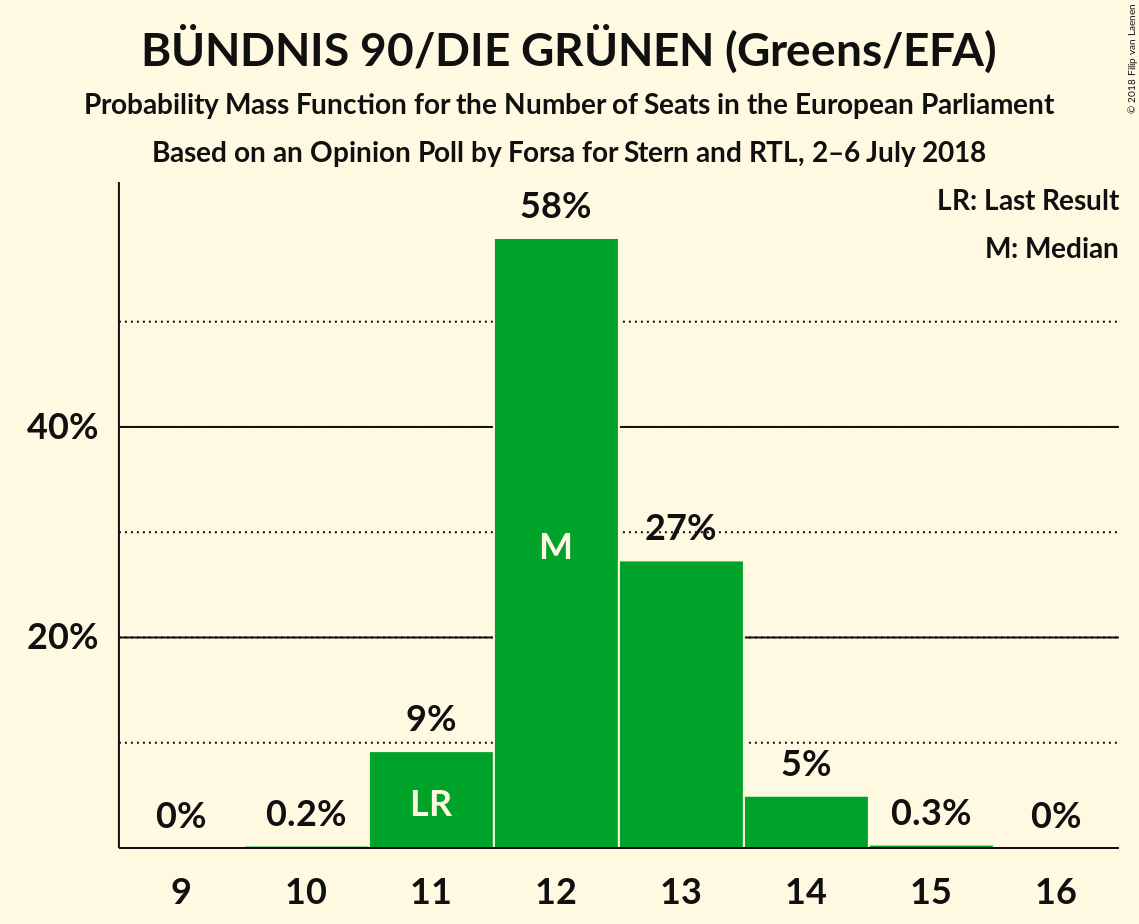 BÜNDNIS 90/DIE GRÜNEN (Greens/EFA)
Probability Mass Function for the Number of Seats in the European Parliament
Based on an Opinion Poll by Forsa for Stern and RTL, 2–6 July 2018
© 2018 Filip van Laenen
LR: Last Result
M: Median
58%
40%
M
27%
20%
9%
5%
LR
0%
0.2%
0.3%
0%
9 10 11 12 13 14 15 16